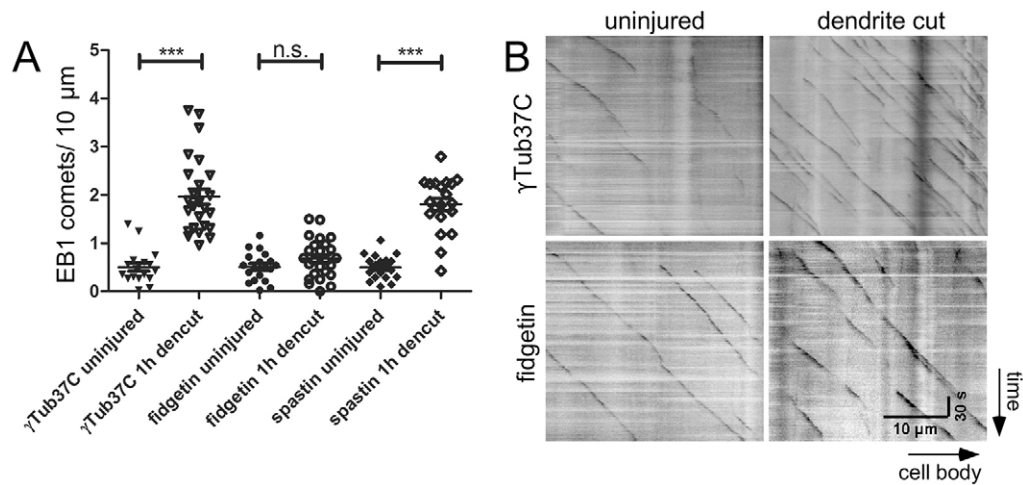 A
EB1 comets/ 10 µm
5
4
3
2
1
0
***
n.s.
***
γTub37C uninjured
γTub37C 1h dencut
fidgetin uninjured
fidgetin 1h dencut
spastin uninjured
spastin 1h dencut
B
uninjured
dendrite cut
γTub37C
fidgetin
10 µm
30 s
time
cell body